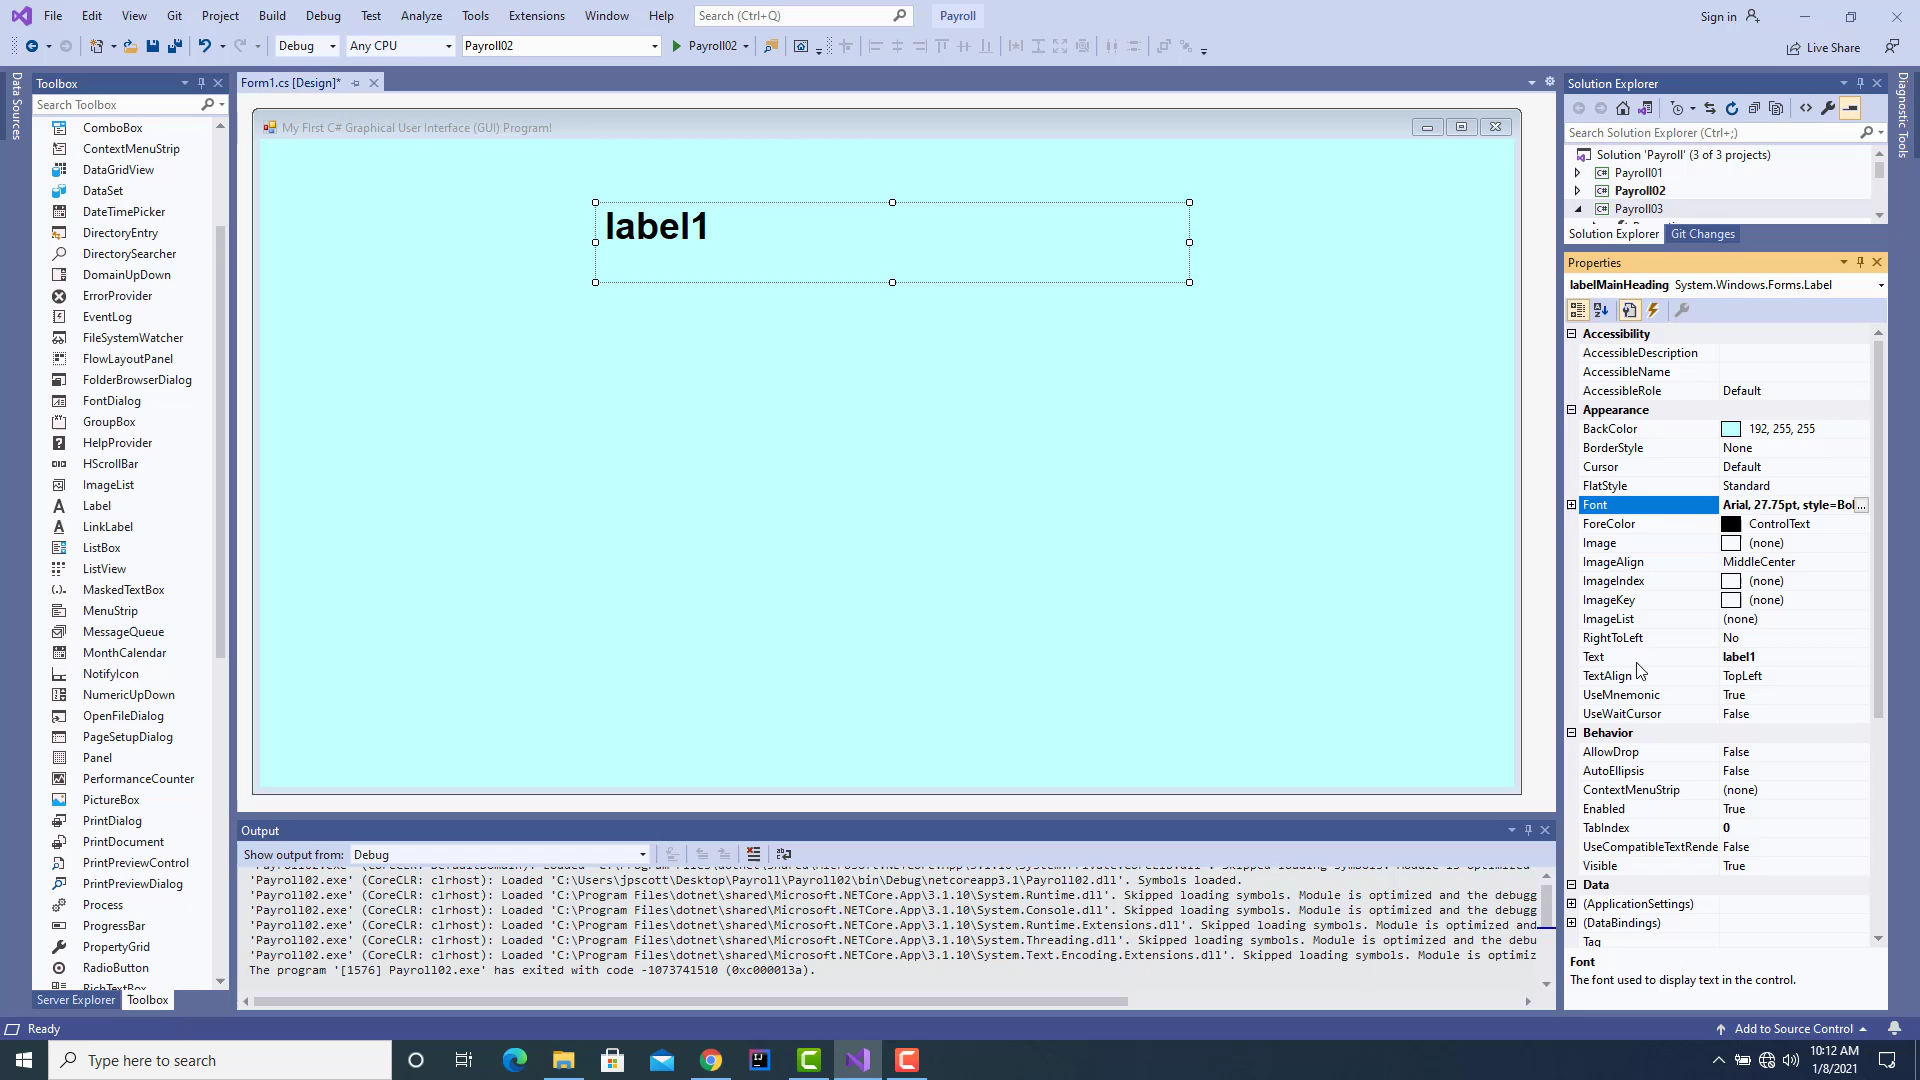 File Edit View Git Project Build Debug Test Analyze Tools Extensions Window Help Search (Ctrl+Q) Payroll Sign in
Debug Any CPU Payroll02 Payroll02 Live Share
Data Sources
Toolbox
Search Toolbox
ComboBox
ContextMenuStrip
DataGridView
DataSet
DateTimePicker
DirectoryEntry
DirectorySearcher
DomainUpDown
ErrorProvider
EventLog
FileSystemWatcher
FlowLayoutPanel
FolderBrowserDialog
FontDialog
GroupBox
HelpProvider
HScrollBar
ImageList
Label
LinkLabel
ListBox
ListView
MaskedTextBox
MenuStrip
MessageQueue
MonthCalendar
NotifyIcon
NumericUpDown
OpenFileDialog
PageSetupDialog
Panel
PerformanceCounter
PictureBox
PrintDialog
PrintDocument
PrintPreviewControl
PrintPreviewDialog
Process
ProgressBar
PropertyGrid
RadioButton
RichTextBox
Server Explorer Toolbox
Form1.cs [Design]*
My FIrst C# Graphical User Interface (GUI) Program!
label1
Output
Show output from: Debug
'Payroll02.exe' (CoreCLR: clrhost): Loaded 'C:\Users\jpscott\Desktop\Payroll\Payroll02\bin\Debug\netcoreapp3.1\Payroll02.dll'. Symbols loaded.
'Payroll02.exe' (CoreCLR: clrhost): Loaded 'C:\Program Files\dotnet\shared\Microsoft.NETCore.App\3.1.10\System.Runtime.dll'. Skipped loading symbols. Module is optimized and the debugg
'Payroll02.exe' (CoreCLR: clrhost): Loaded 'C:\Program Files\dotnet\shared\Microsoft.NETCore.App\3.1.10\System.Console.dll'. Skipped loading symbols. Module is optimized and the debugg
'Payroll02.exe' (CoreCLR: clrhost): Loaded 'C:\Program Files\dotnet\shared\Microsoft.NETCore.App\3.1.10\System.Runtime.Extensions.dll'. Skipped loading symbols. Module is optimized and
'Payroll02.exe' (CoreCLR: clrhost): Loaded 'C:\Program Files\dotnet\shared\Microsoft.NETCore.App\3.1.10\System.Threading.dll'. Skipped loading symbols. Module is optimized and the debu
'Payroll02.exe' (CoreCLR: clrhost): Loaded 'C:\Program Files\dotnet\shared\Microsoft.NETCore.App\3.1.10\System.Text.Encoding.Extensions.dll'. Skipped loading symbols. Module is optimiz
The program '[1576] Payroll02.exe' has exited with code -1073741510 (0xc000013a).
Solution Explorer
Search Solution Explorer (Ctrl+;)
Solution 'Payroll' (3 of 3 projects)
Payroll01
Payroll02
Payroll03
Solution Explorer Git Changes
Properties
labelMainHeading System.Windows.Forms.Label
Accessibility
AccessibleDescription
AccessibleName
AccessibleRole Default
Appearance
BackColor 192, 255, 255
BorderStyle None
Cursor Default
FlatStyle Standard
Font Arial, 27.75pt, style=Bol ...
ForeColor ControlText
Image (none)
ImageAlign MiddleCenter
ImageIndex (none)
ImageKey (none)
ImageList (none)
RightToLeft No
Text label1
TextAlign TopLeft
UseMnemonic True
UseWaitCursor False
Behavior
AllowDrop False
AutoEllipsis False
ContextMenuStrip (none)
Enabled True
TabIndex 0
UseCompatibleTextRende False
Visible True
Data
(ApplicationSettings)
(DataBindings)
Tag
Font
The font used to display text in the control.
Diagnostic Tools
Ready Add to Source Control
Type here to search
10:12 AM
1/8/2021